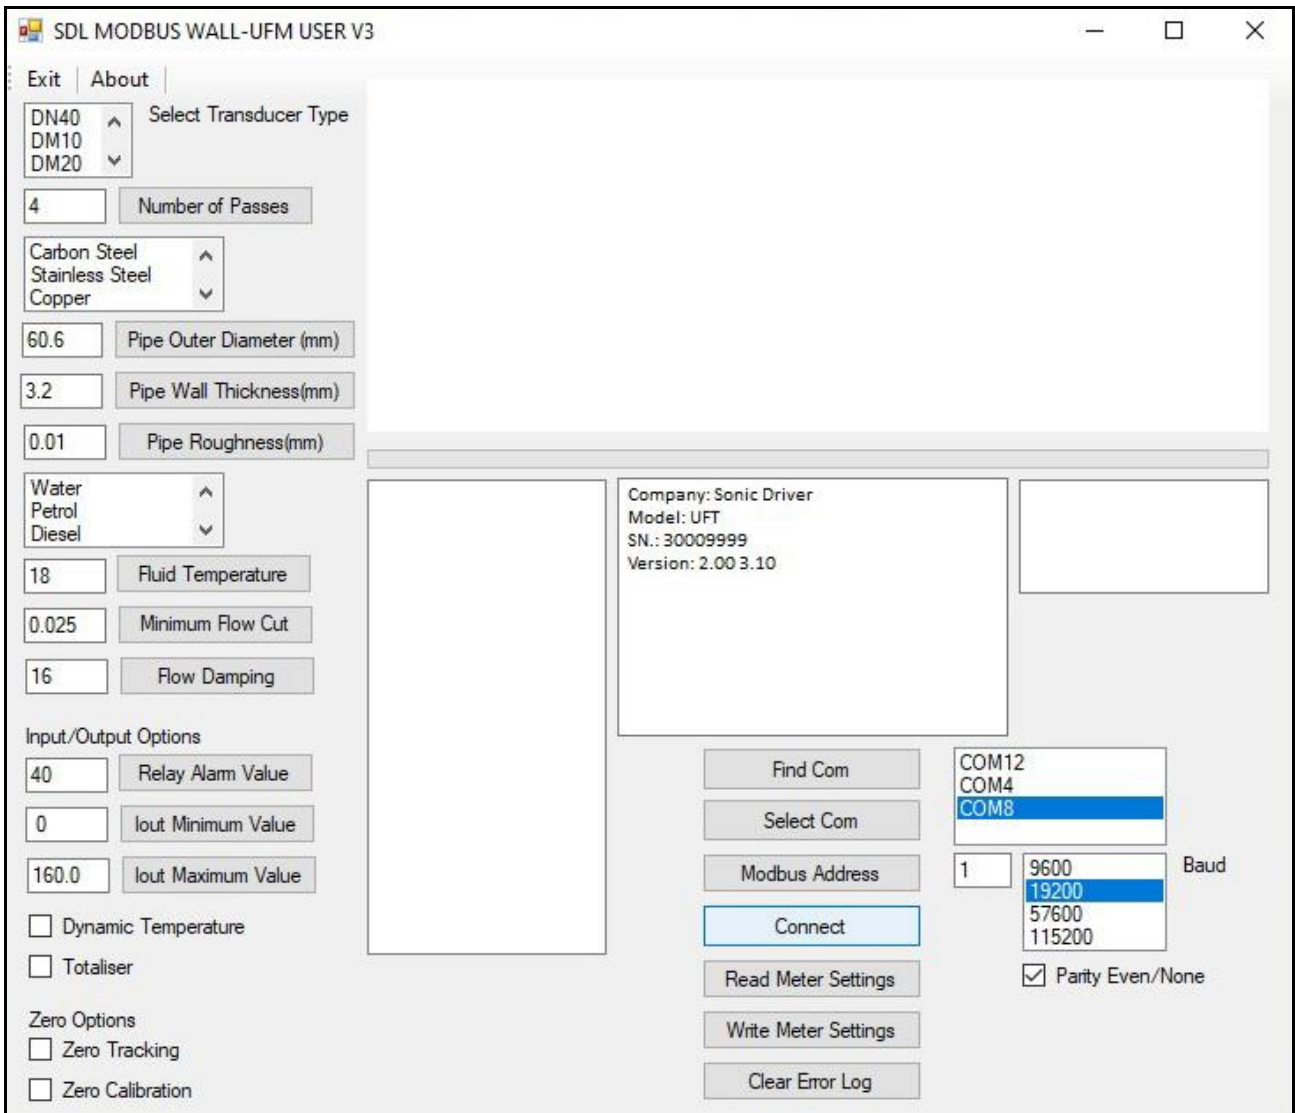 SDL MODBUS WALL-UFM USER V3
Exit
About
DN40
DM10
DM20
Select Transducer Type
4
Number of Passes
Carbon Steel
Stainless Steel
Copper
60.6
Pipe Outer Diameter (mm)
3.2
Pipe Wall Thickness(mm)
0.01
Pipe Roughness(mm)
Water
Petrol
Diesel
18
Fluid Temperature
0.025
Minimum Flow Cut
16
Flow Damping
Input/Output Options
40
Relay Alarm Value
0
Iout Minimum Value
160.0
Iout Maximum Value
Dynamic Temperature
Totaliser
Zero Options
Zero Tracking
Zero Calibration
Company: Sonic Driver
Model: UFT
SN.: 30009999
Version: 2.00 3.10
Find Com
Select Com
Modbus Address
Connect
Read Meter Settings
Write Meter Settings
Clear Error Log
COM12
COM4
COM8
1
9600
19200
57600
115200
Baud
Parity Even/None